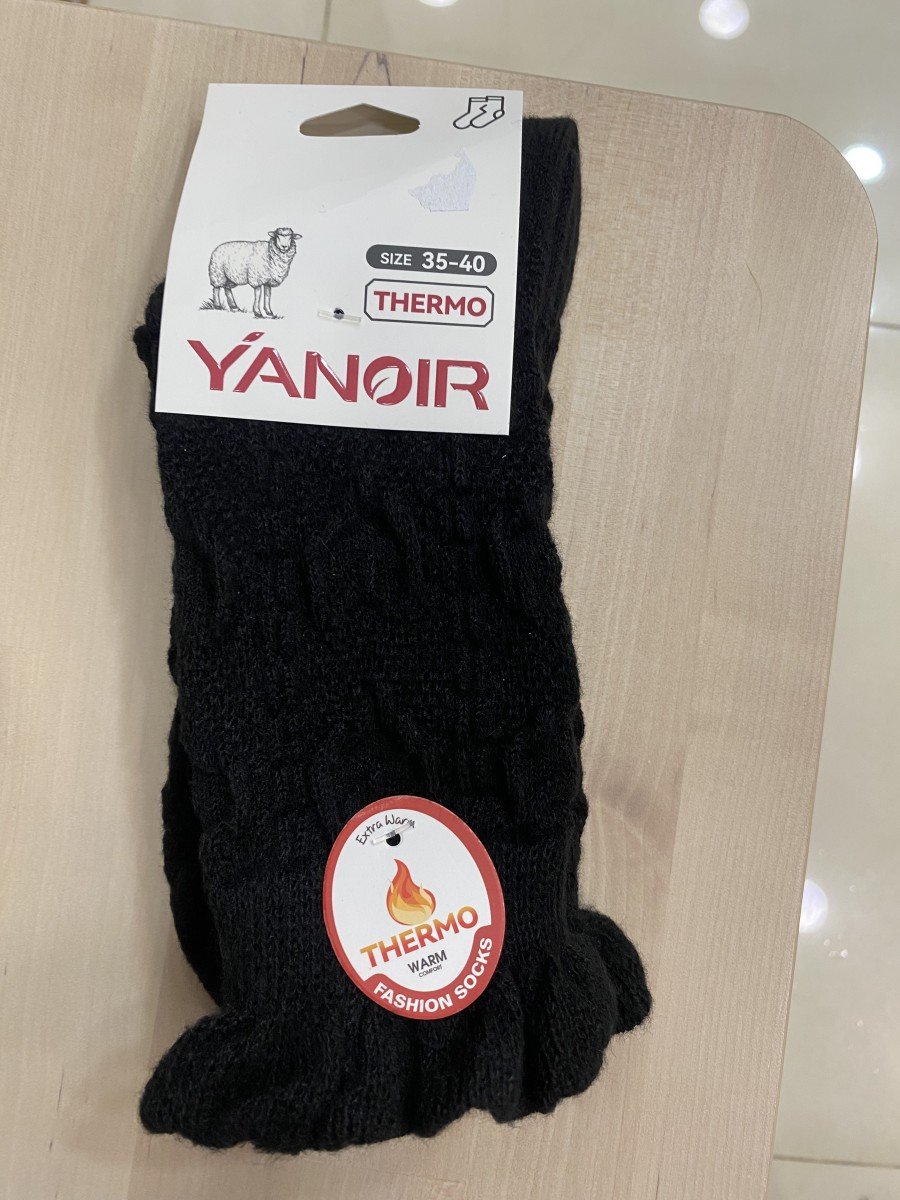 SIZE 35-40
THERMO
YANOIR
Extra Warm
THERMO
WARM
COMFORT
FASHION SOCKS